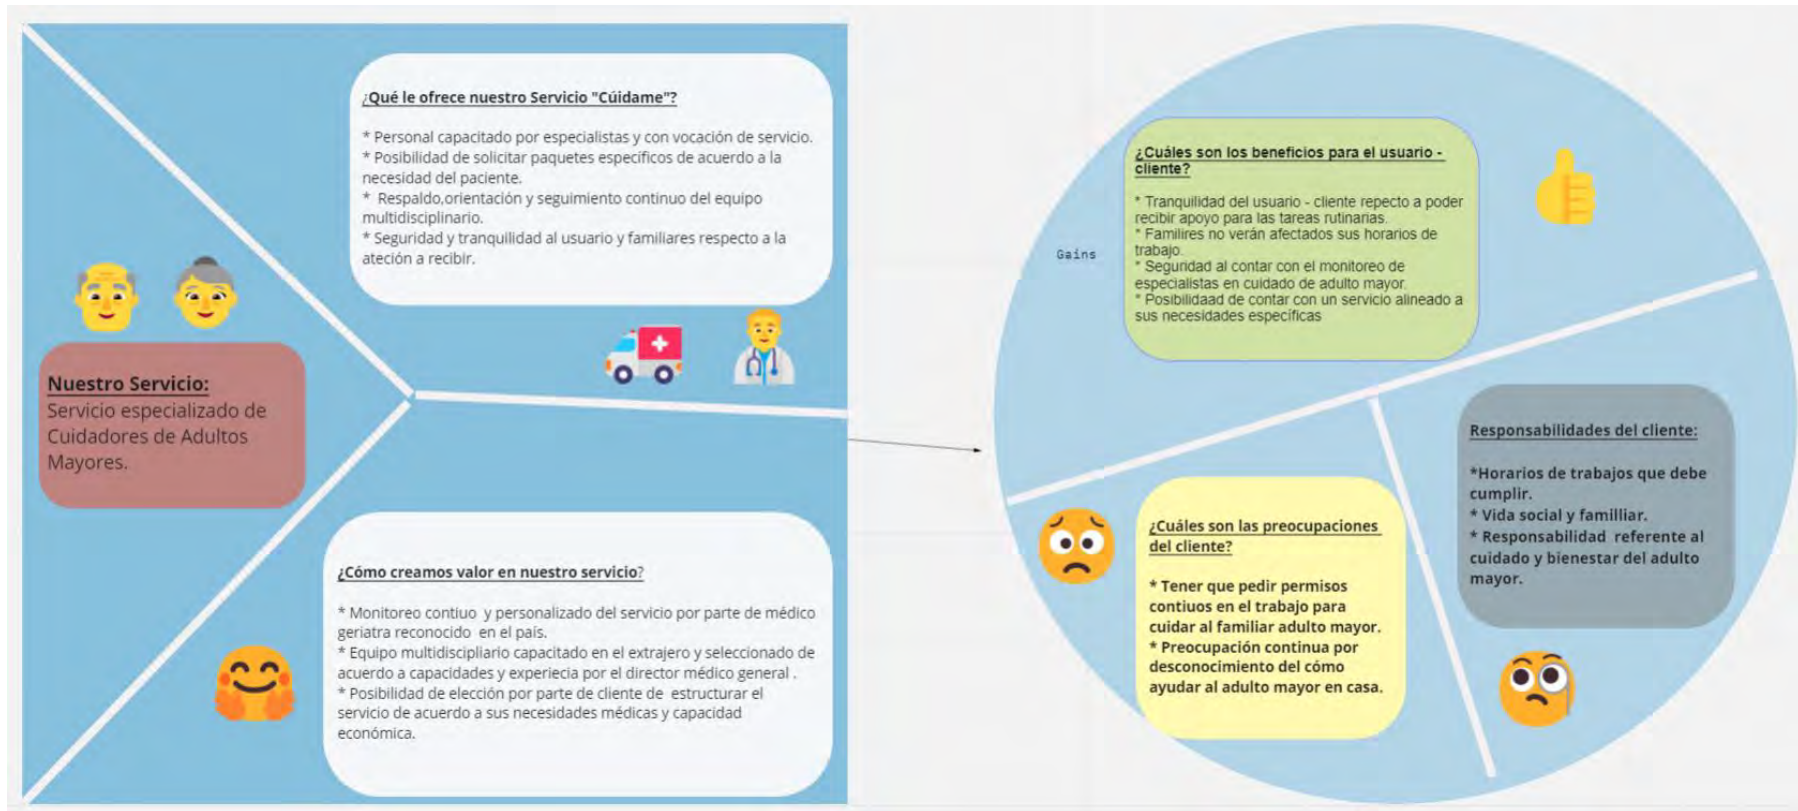 ¿Qué le ofrece nuestro Servicio "Cúidame"?
* Personal capacitado por especialistas y con vocación de servicio.
* Posibilidad de solicitar paquetes específicos de acuerdo a la
necesidad del paciente.
* Respaldo,orientación y seguimiento continuo del equipo
multidisciplinario.
* Seguridad y tranquilidad al usuario y familiares respecto a la
ateción a recibir.
Nuestro Servicio:
Servicio especializado de
Cuidadores de Adultos
Mayores.
¿Cómo creamos valor en nuestro servicio?
* Monitoreo contiuo y personalizado del servicio por parte de médico
geriatra reconocido en el país.
* Equipo multidiscipliario capacitado en el extrajero y seleccionado de
acuerdo a capacidades y experiecia por el director médico general .
* Posibilidad de elección por parte de cliente de estructurar el
servicio de acuerdo a sus necesidades médicas y capacidad
económica.
Gains
¿Cuáles son los beneficios para el usuario -
cliente?
* Tranquilidad del usuario - cliente repecto a poder
recibir apoyo para las tareas rutinarias.
* Familires no verán afectados sus horarios de
trabajo.
* Seguridad al contar con el monitoreo de
especialistas en cuidado de adulto mayor.
* Posibilidaad de contar con un servicio alineado a
sus necesidades específicas
¿Cuáles son las preocupaciones
del cliente?
* Tener que pedir permisos
contiuos en el trabajo para
cuidar al familiar adulto mayor.
* Preocupación continua por
desconocimiento del cómo
ayudar al adulto mayor en casa.
Responsabilidades del cliente:
*Horarios de trabajos que debe
cumplir.
* Vida social y familliar.
* Responsabilidad referente al
cuidado y bienestar del adulto
mayor.